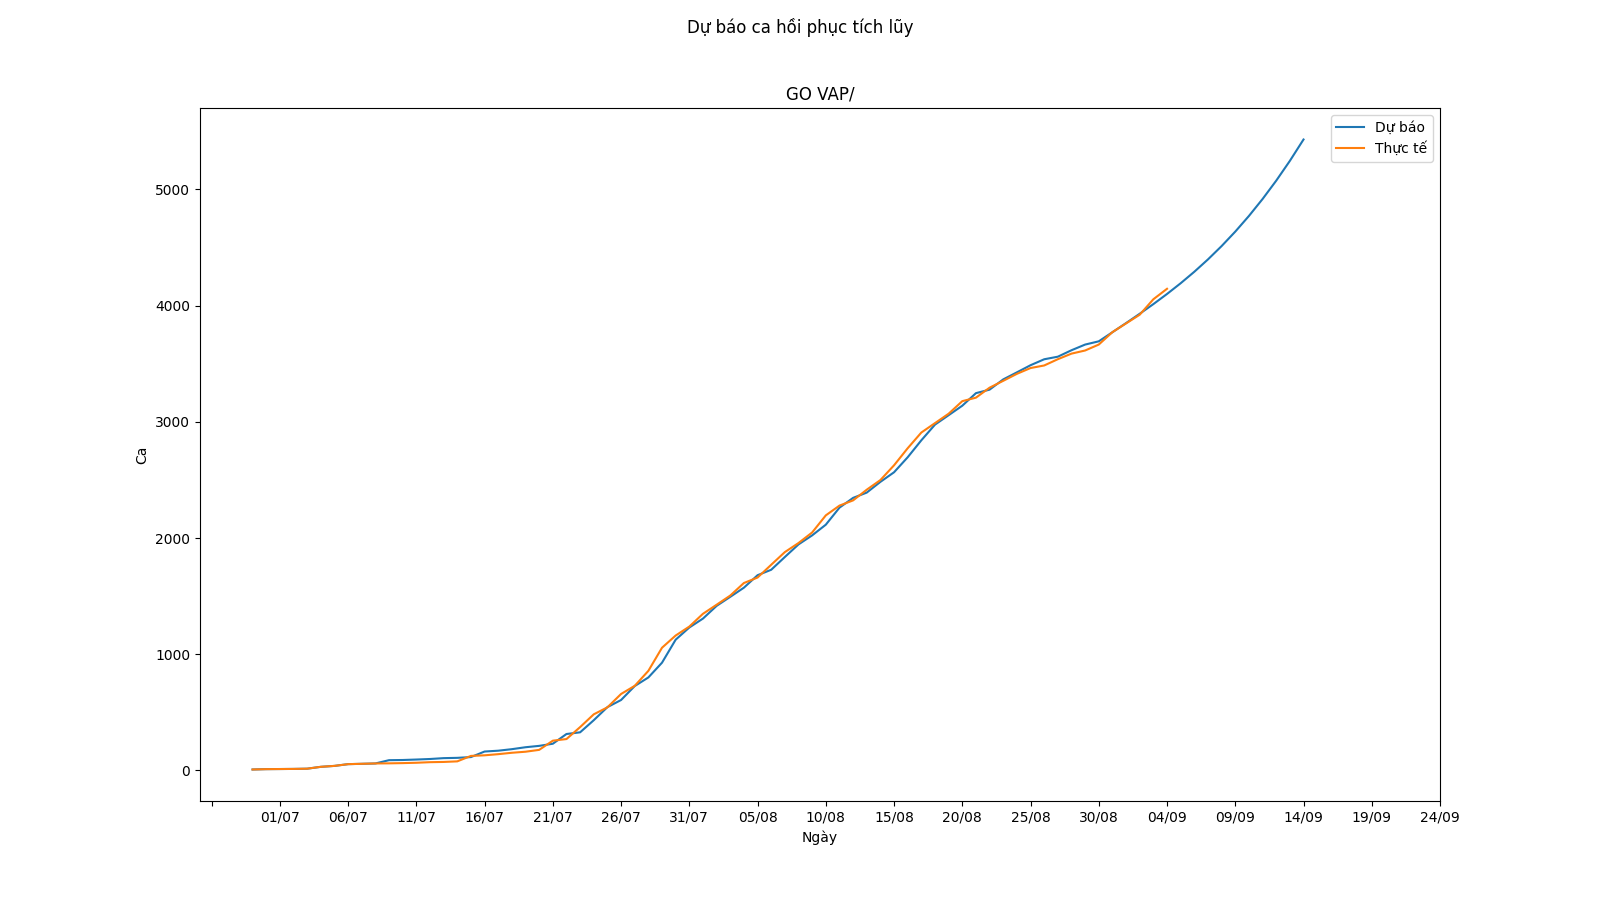 Dự báo ca hồi phục tích lũy
GO VAP/
Dự báo
Thực tế
5000
4000
3000
2000
1000
0
Ca
01/07 06/07 11/07 16/07 21/07 26/07 31/07 05/08 10/08 15/08 20/08 25/08 30/08 04/09 09/09 14/09 19/09 24/09
Ngày